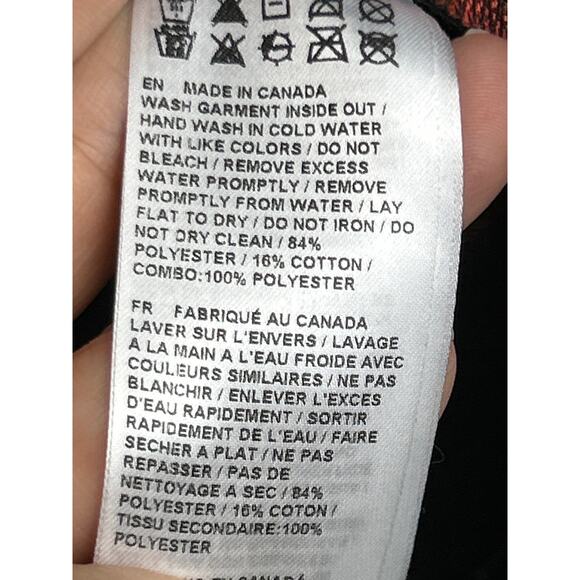 EN MADE IN CANADA
WASH GARMENT INSIDE OUT /
HAND WASH IN COLD WATER
WITH LIKE COLORS / DO NOT
BLEACH / REMOVE EXCESS
WATER PROMPTLY / REMOVE
PROMPTLY FROM WATER / LAY
FLAT TO DRY / DO NOT IRON / DO
NOT DRY CLEAN / 84%
POLYESTER / 16% COTTON /
COMBO:100% POLYESTER
FR FABRIQUÉ AU CANADA
LAVER SUR L'ENVERS / LAVAGE
A LA MAIN A L'EAU FROIDE AVEC
COULEURS SIMILAIRES / NE PAS
BLANCHIR / ENLEVER L'EXCES
D'EAU RAPIDEMENT / SORTIR
RAPIDEMENT DE L'EAU / FAIRE
SECHER A PLAT / NE PAS
REPASSER / PAS DE
NETTOYAGE A SEC / 84%
POLYESTER / 16% COTON /
TISSU SECONDAIRE:100%
POLYESTER